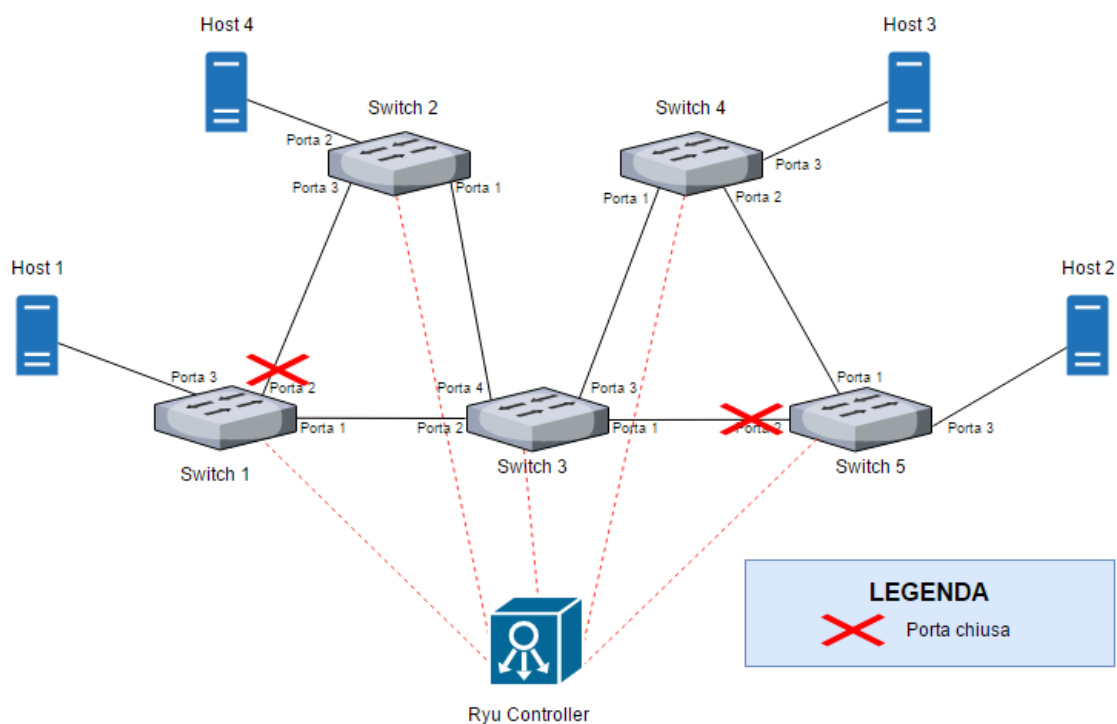 Host 4
Host 3
Switch 2
Switch 4
Porta 2
Porta 3
Porta 1
Porta 3
Porta 1
Porta 2
Host 1
Host 2
Porta 3
Porta 2
Porta 4
Porta 3
Porta 1
Porta 1
Porta 2
Porta 1
Porta 2
Porta 3
Switch 1
Switch 3
Switch 5
LEGENDA
Porta chiusa
Ryu Controller